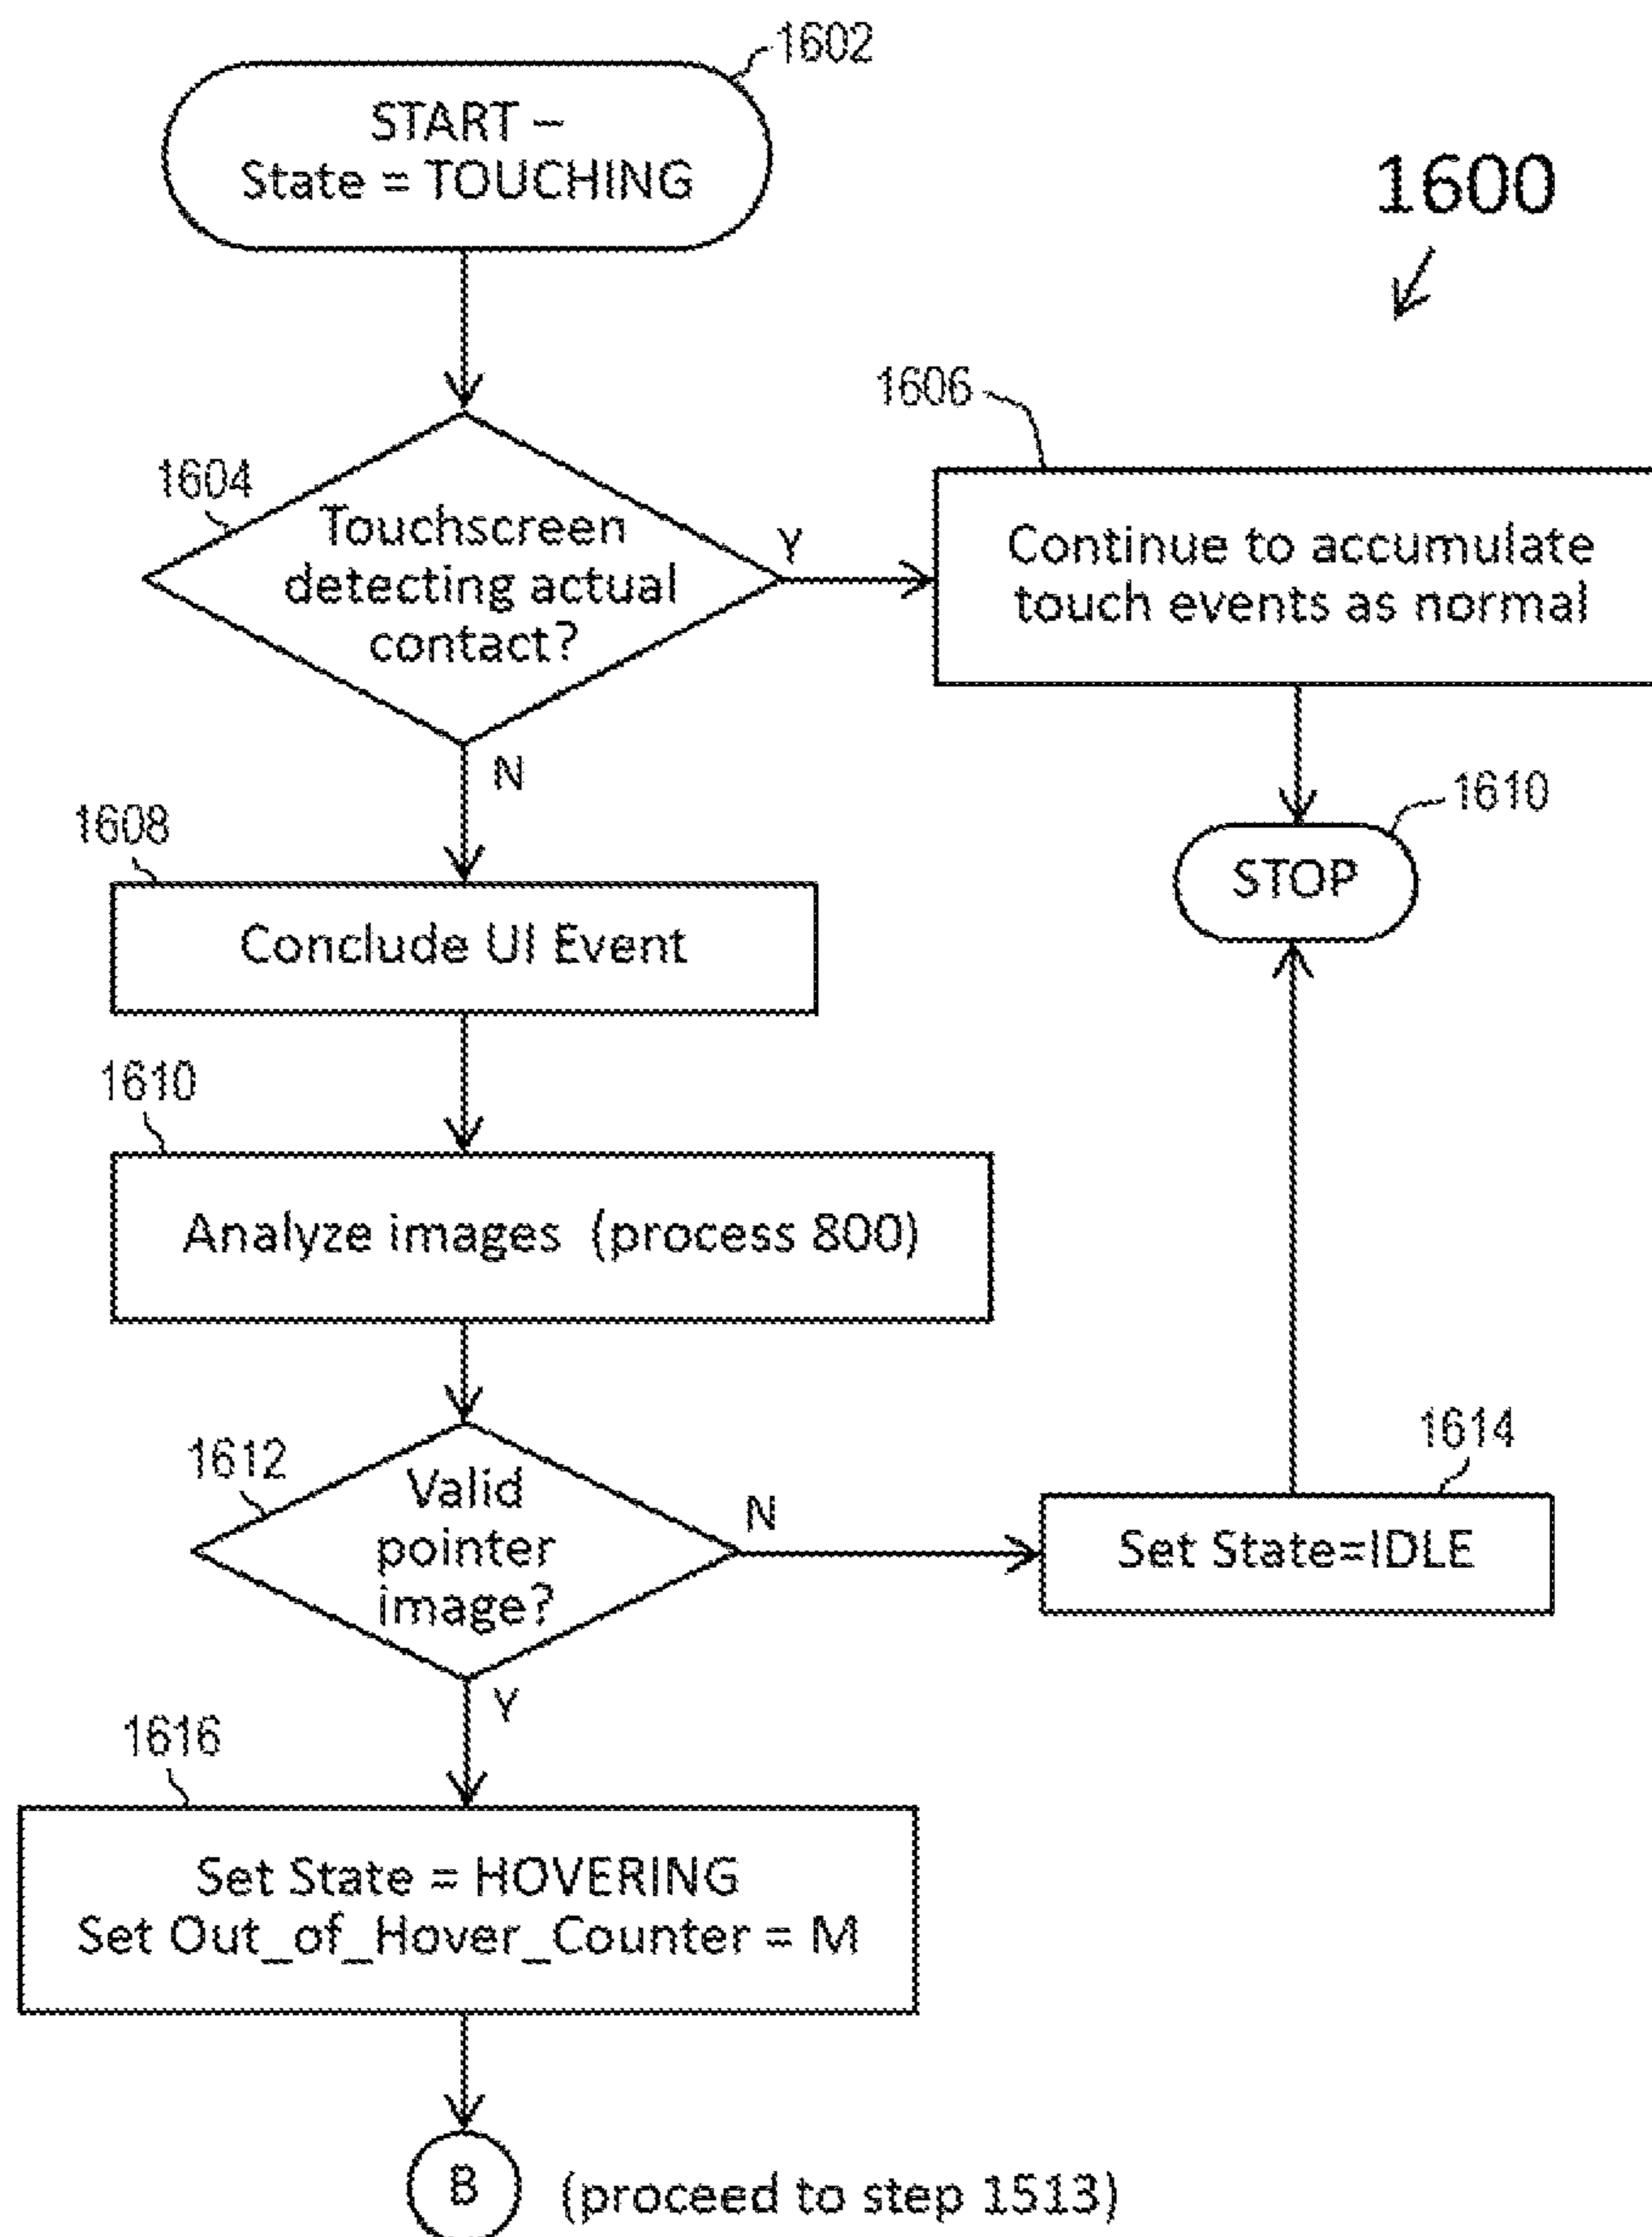 1602
START –
State = TOUCHING
1600
1606
1604
Touchscreen
detecting actual
contact?
Y
Continue to accumulate
touch events as normal
N
1610
STOP
1608
Conclude UI Event
1610
Analyze images (process 800)
1612
Valid
pointer
image?
N
1614
Set State=IDLE
Y
1616
Set State = HOVERING
Set Out_of_Hover_Counter = M
B
(proceed to step 1513)